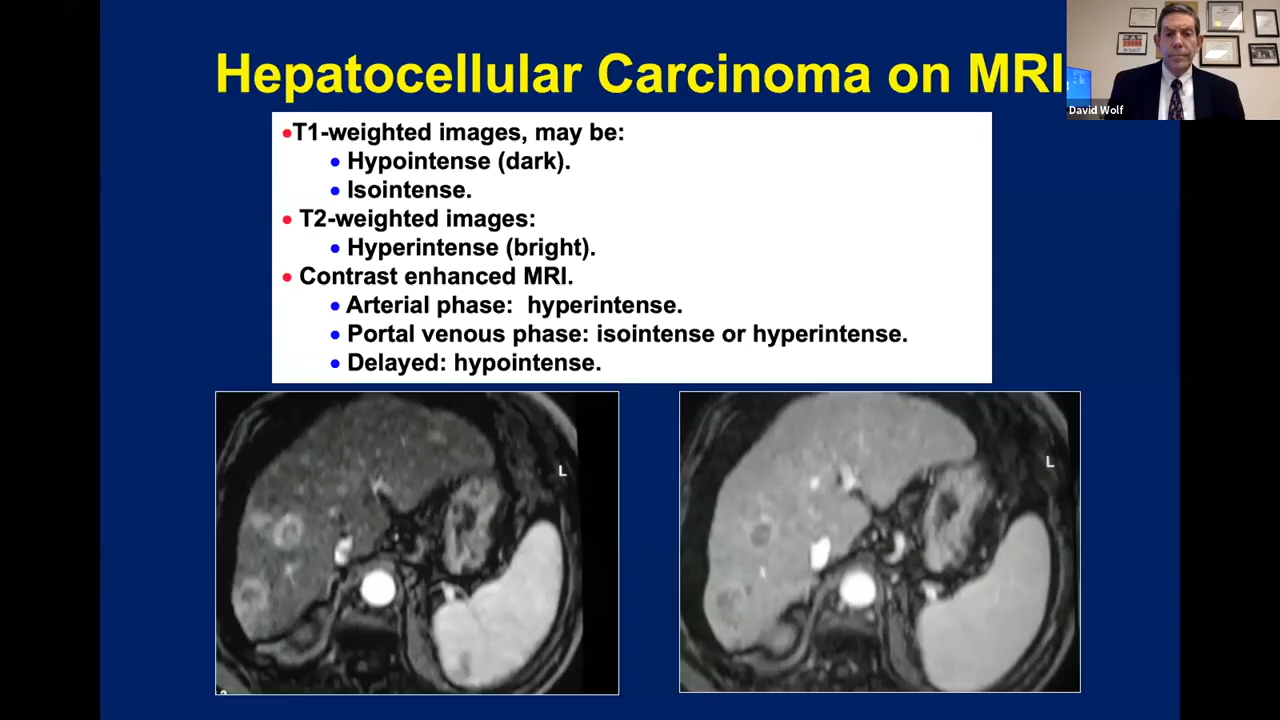 Hepatocellular Carcinoma on MRI
David Wolf
•T1-weighted images, may be:
• Hypointense (dark).
• Isointense.
• T2-weighted images:
• Hyperintense (bright).
• Contrast enhanced MRI.
• Arterial phase: hyperintense.
• Portal venous phase: isointense or hyperintense.
• Delayed: hypointense.
L
L